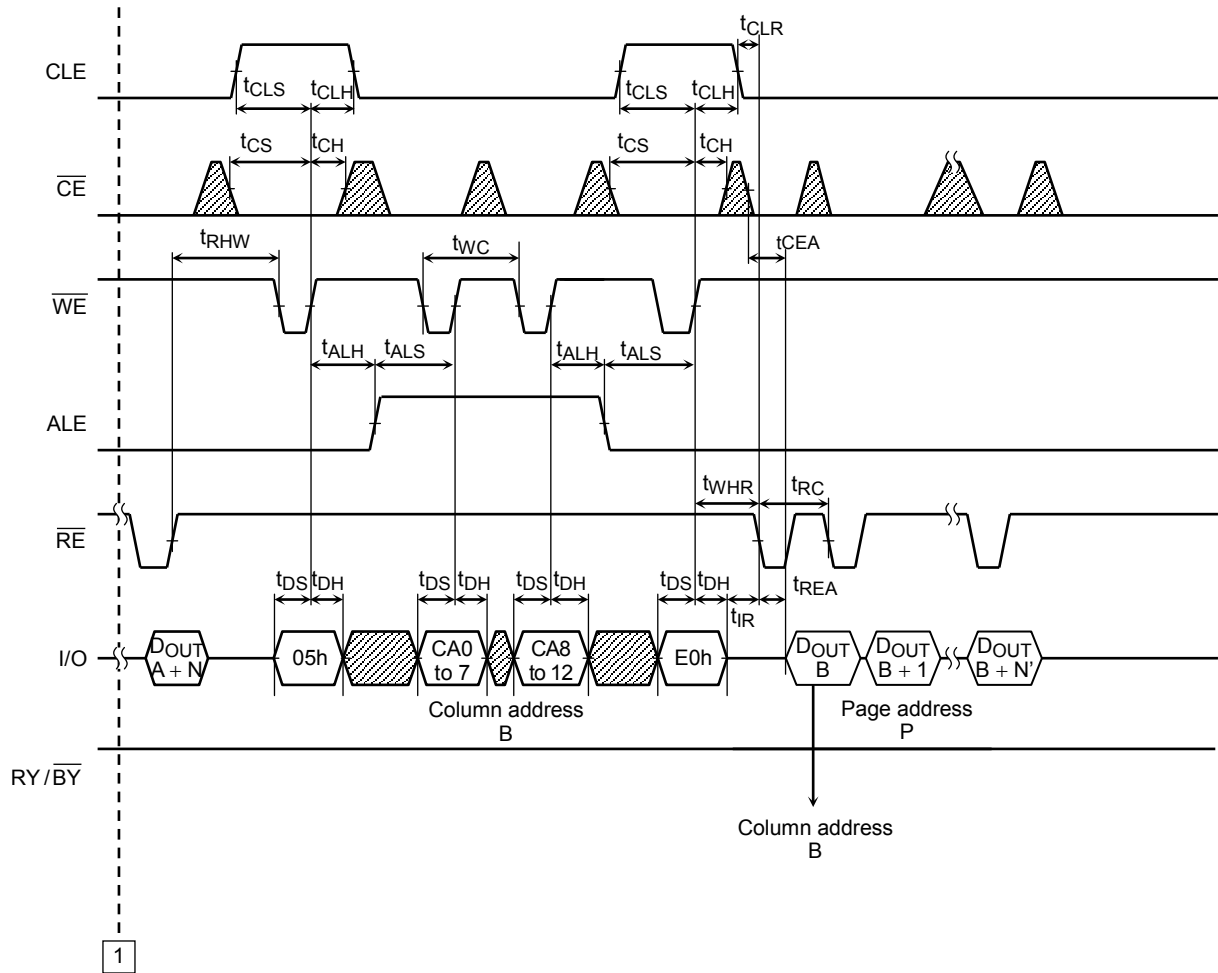 tCLR
CLE
tCLS tCLH tCLS tCLH
tCS tCH tCS tCH
CE
tRHW tWC tCEA
WE
tALH tALS tALH tALS
ALE
tWHR tRC
RE
tDS tDH tDS tDH tDS tDH tDS tDH tREA
tIR
I/O
DOUT
A + N
05h
CA0
to 7
CA8
to 12
E0h
DOUT
B
DOUT
B + 1
DOUT
B + N’
Column address
B
Page address
P
RY / BY
Column address
B
1